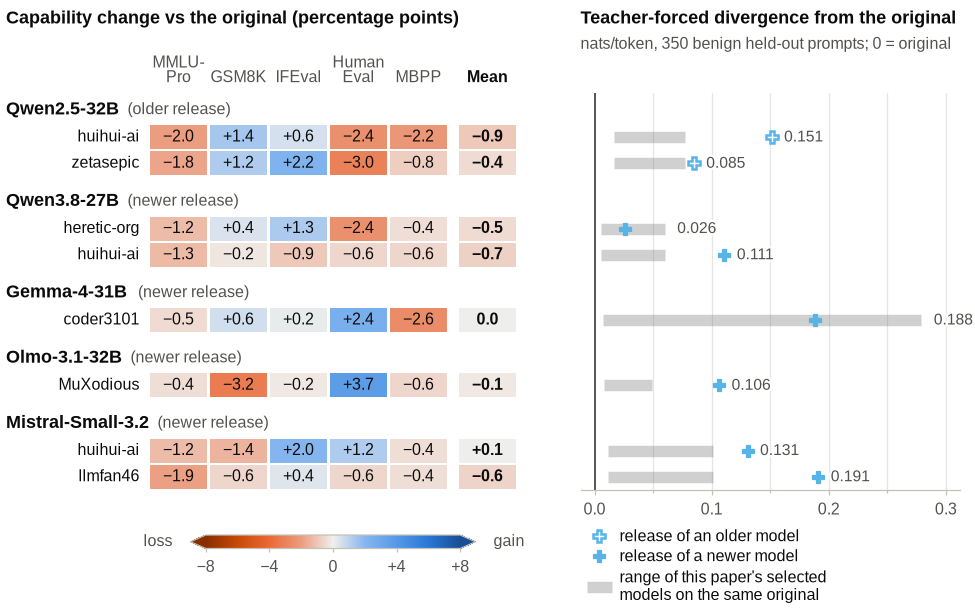 Capability change vs the original (percentage points)
MMLU-Pro GSM8K IFEval Human Eval MBPP Mean
Qwen2.5-32B (older release)
huihui-ai −2.0 +1.4 +0.6 −2.4 −2.2 −0.9
zetasepic −1.8 +1.2 +2.2 −3.0 −0.8 −0.4
Qwen3.8-27B (newer release)
heretic-org −1.2 +0.4 +1.3 −2.4 −0.4 −0.5
huihui-ai −1.3 −0.2 −0.9 −0.6 −0.6 −0.7
Gemma-4-31B (newer release)
coder3101 −0.5 +0.6 +0.2 +2.4 −2.6 0.0
Olmo-3.1-32B (newer release)
MuXodious −0.4 −3.2 −0.2 +3.7 −0.6 −0.1
Mistral-Small-3.2 (newer release)
huihui-ai −1.2 −1.4 +2.0 +1.2 −0.4 +0.1
llmfan46 −1.9 −0.6 +0.4 −0.6 −0.4 −0.6
loss gain
−8 −4 0 +4 +8
Teacher-forced divergence from the original
nats/token, 350 benign held-out prompts; 0 = original
0.151
0.085
0.026
0.111
0.188
0.106
0.131
0.191
0.0 0.1 0.2 0.3
release of an older model
release of a newer model
range of this paper's selected
models on the same original